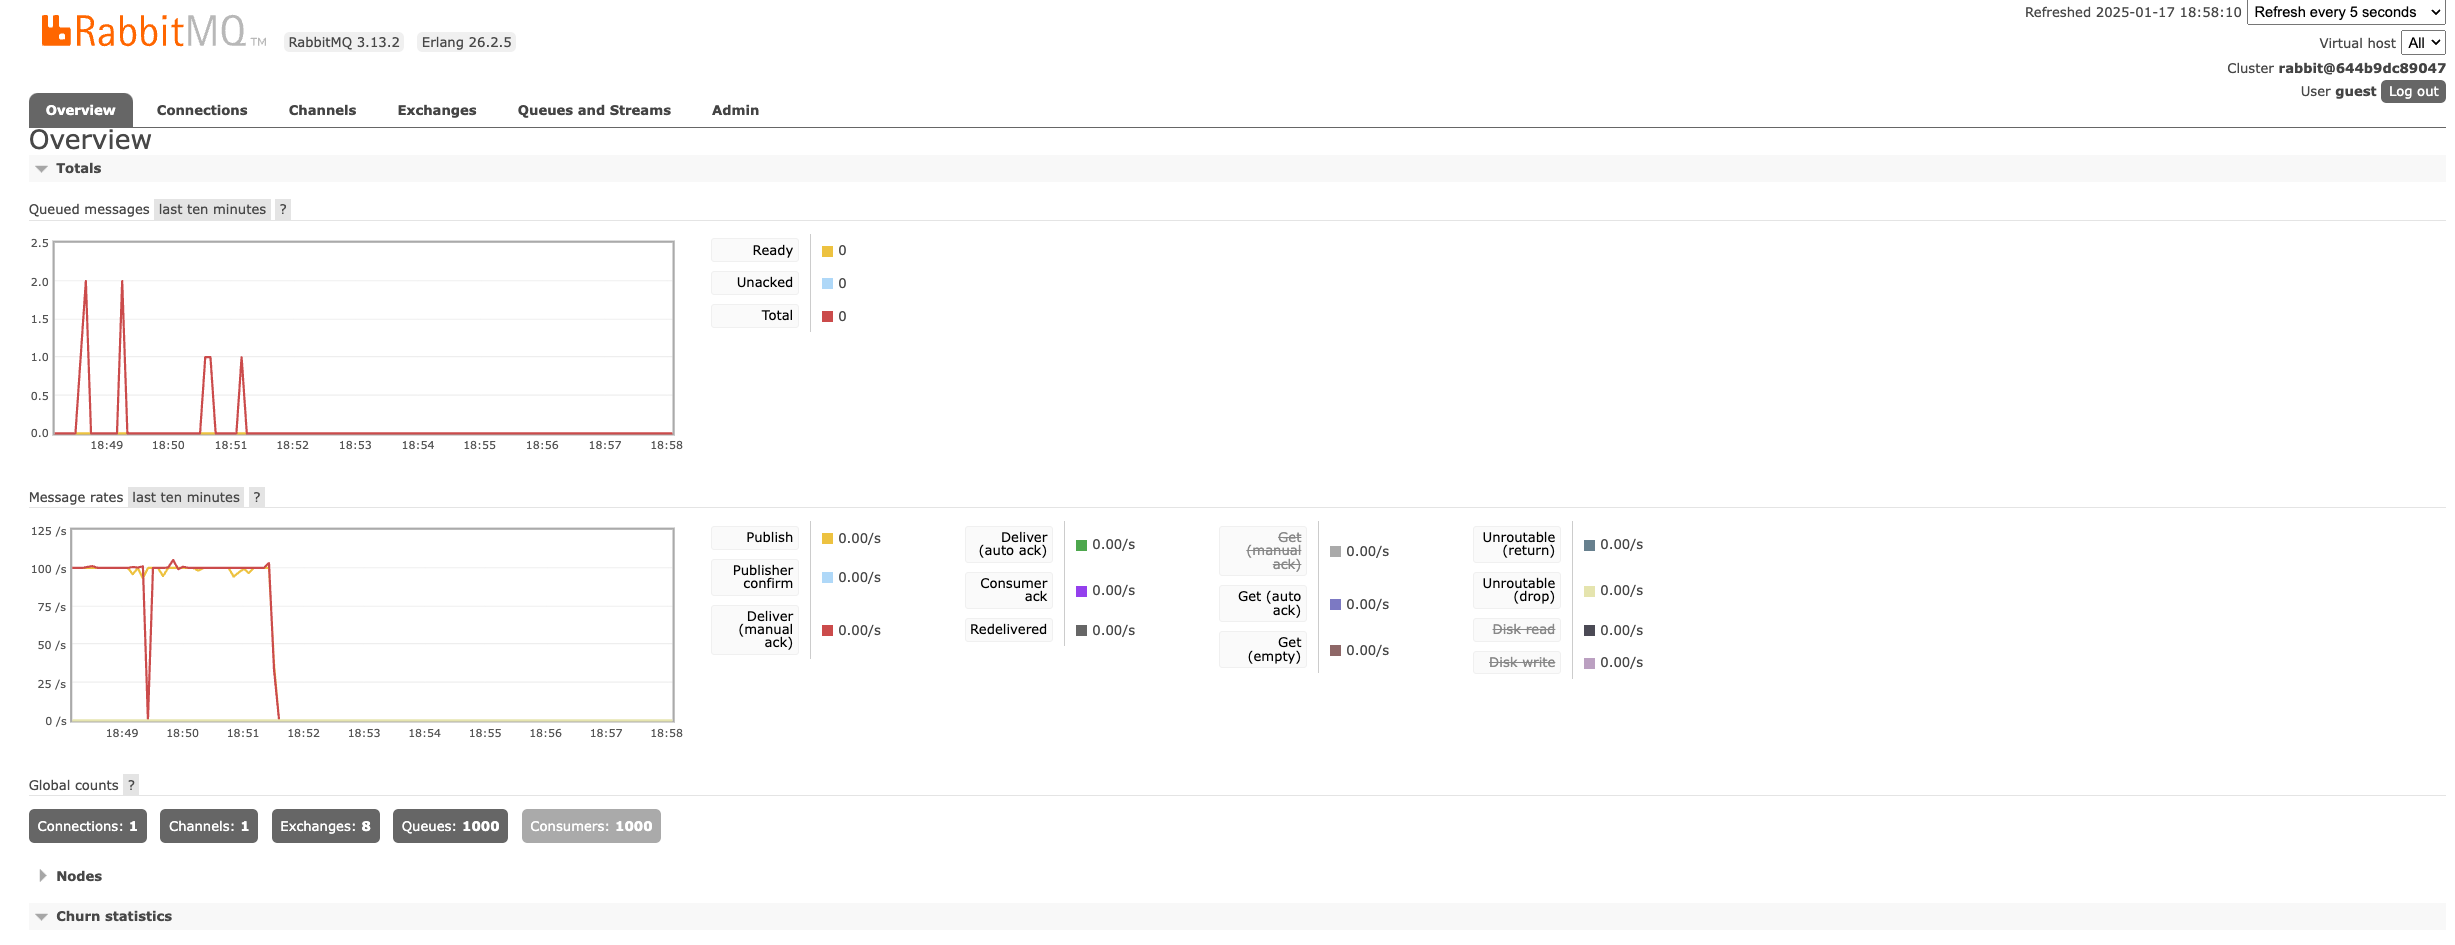 RabbitMQ TM RabbitMQ 3.13.2 Erlang 26.2.5
Refreshed 2025-01-17 18:58:10 Refresh every 5 seconds
Virtual host All
Cluster rabbit@644b9dc89047
User guest Log out
Overview Connections Channels Exchanges Queues and Streams Admin
Overview
Totals
Queued messages last ten minutes ?
2.5
2.0
1.5
1.0
0.5
0.0
18:49 18:50 18:51 18:52 18:53 18:54 18:55 18:56 18:57 18:58
Ready 0
Unacked 0
Total 0
Message rates last ten minutes ?
125 /s
100 /s
75 /s
50 /s
25 /s
0 /s
18:49 18:50 18:51 18:52 18:53 18:54 18:55 18:56 18:57 18:58
Publish 0.00/s
Publisher
confirm 0.00/s
Deliver
(manual
ack) 0.00/s
Deliver
(auto ack) 0.00/s
Consumer
ack 0.00/s
Redelivered 0.00/s
Get
(manual
ack) 0.00/s
Get (auto
ack) 0.00/s
Get
(empty) 0.00/s
Unroutable
(return) 0.00/s
Unroutable
(drop) 0.00/s
Disk read 0.00/s
Disk write 0.00/s
Global counts ?
Connections: 1 Channels: 1 Exchanges: 8 Queues: 1000 Consumers: 1000
Nodes
Churn statistics